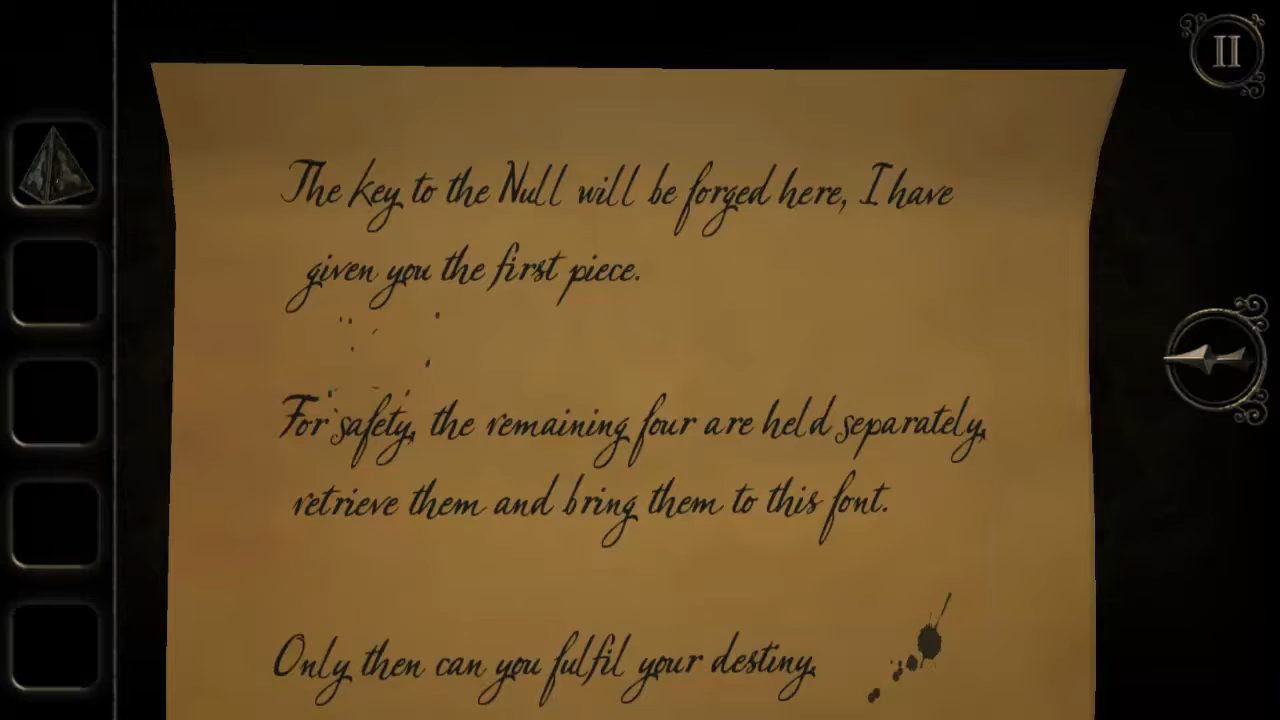 The key to the Null will be forged here, I have
given you the first piece.
For safety, the remaining four are held separately,
retrieve them and bring them to this font.
Only then can you fulfil your destiny.